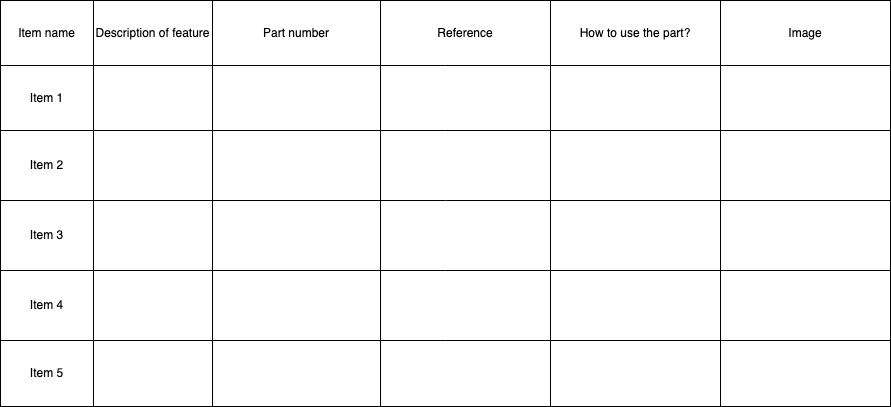 Item name Description of feature Part number Reference How to use the part? Image
Item 1
Item 2
Item 3
Item 4
Item 5